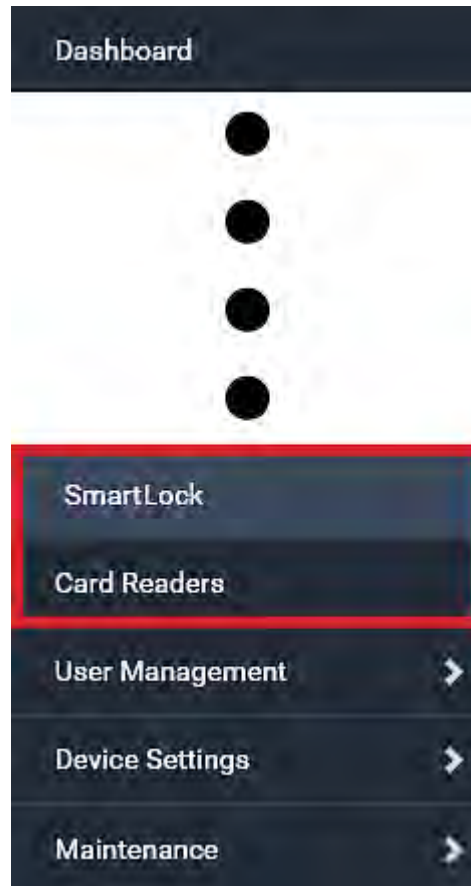 Dashboard
SmartLock
Card Readers
User Management
Device Settings
Maintenance